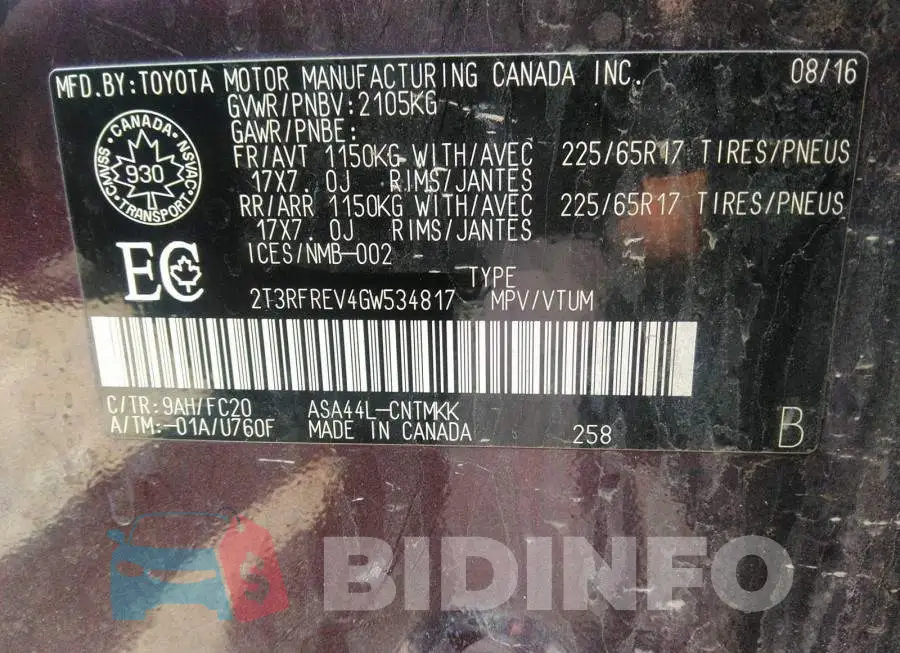 MFD.BY:TOYOTA MOTOR MANUFACTURING CANADA INC. 08/16
GVWR/PNBV:2105KG
GAWR/PNBE:
FR/AVT 1150KG WITH/AVEC 225/65R17 TIRES/PNEUS
17X7.0J RIMS/JANTES
RR/ARR 1150KG WITH/AVEC 225/65R17 TIRES/PNEUS
17X7.0J RIMS/JANTES
ICES/NMB-002
CANADA
CMVSS 930 NSVAC
TRANSPORT
EC
TYPE
2T3RFREV4GW534817 MPV/VTUM
C/TR:9AH/FC20 ASA44L-CNTMKK
A/TM:-01A/U760F MADE IN CANADA 258 B
$ BIDINFO